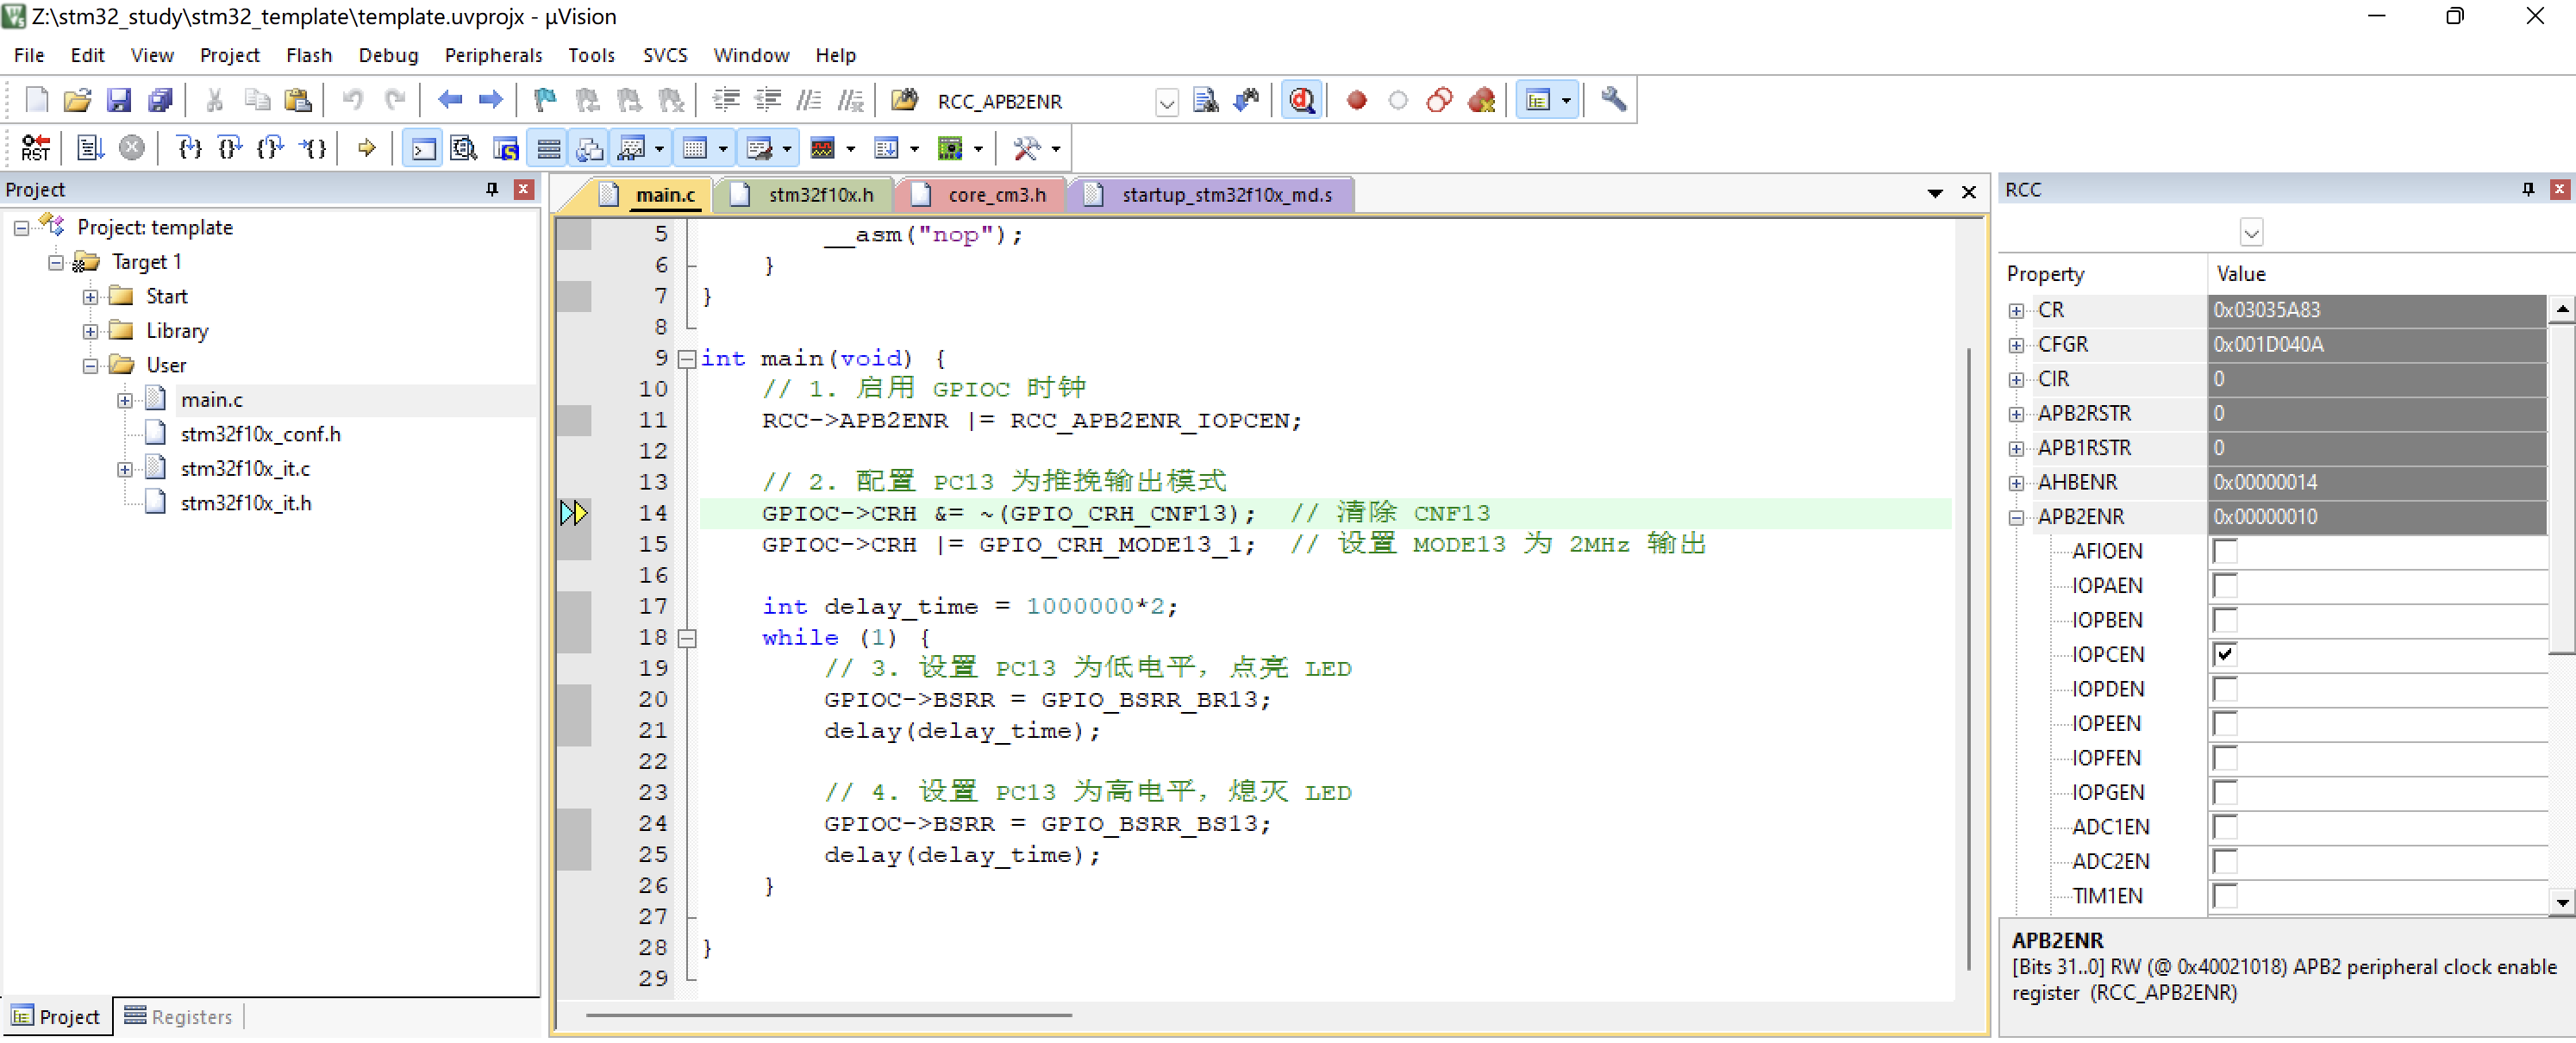 Z:\stm32_study\stm32_template\template.uvprojx - µVision
File Edit View Project Flash Debug Peripherals Tools SVCS Window Help
RCC_APB2ENR
RST
Project
Project: template
Target 1
Start
Library
User
main.c
stm32f10x_conf.h
stm32f10x_it.c
stm32f10x_it.h
Project Registers
main.c stm32f10x.h core_cm3.h startup_stm32f10x_md.s
5 __asm("nop");
6 }
7 }
8
9 int main(void) {
10 // 1. 启用 GPIOC 时钟
11 RCC->APB2ENR |= RCC_APB2ENR_IOPCEN;
12
13 // 2. 配置 PC13 为推挽输出模式
14 GPIOC->CRH &= ~(GPIO_CRH_CNF13); // 清除 CNF13
15 GPIOC->CRH |= GPIO_CRH_MODE13_1; // 设置 MODE13 为 2MHz 输出
16
17 int delay_time = 1000000*2;
18 while (1) {
19 // 3. 设置 PC13 为低电平, 点亮 LED
20 GPIOC->BSRR = GPIO_BSRR_BR13;
21 delay(delay_time);
22
23 // 4. 设置 PC13 为高电平, 熄灭 LED
24 GPIOC->BSRR = GPIO_BSRR_BS13;
25 delay(delay_time);
26 }
27
28 }
29
RCC
Property Value
CR 0x03035A83
CFGR 0x001D040A
CIR 0
APB2RSTR 0
APB1RSTR 0
AHBENR 0x00000014
APB2ENR 0x00000010
AFIOEN
IOPAEN
IOPBEN
IOPCEN
IOPDEN
IOPEEN
IOPFEN
IOPGEN
ADC1EN
ADC2EN
TIM1EN
APB2ENR
[Bits 31..0] RW (@ 0x40021018) APB2 peripheral clock enable
register (RCC_APB2ENR)